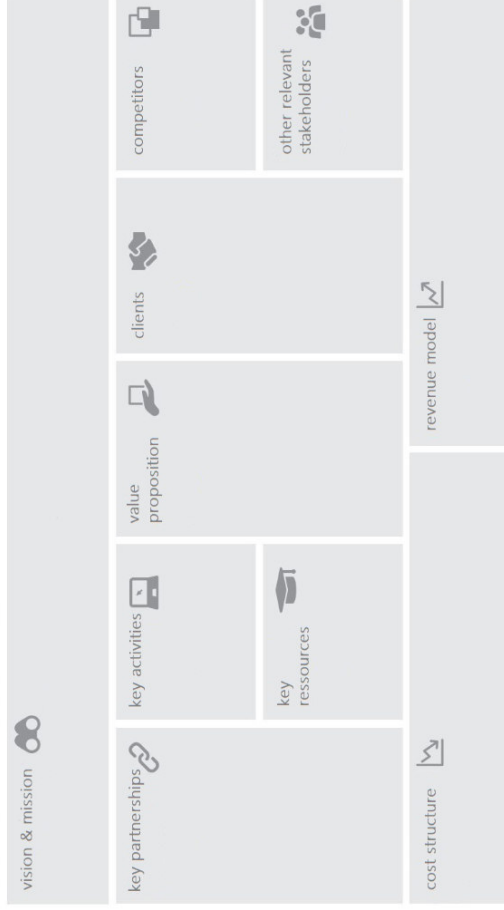 vision & mission
key partnerships
key activities
key
ressources
value
proposition
clients
competitors
other relevant
stakeholders
cost structure
revenue model